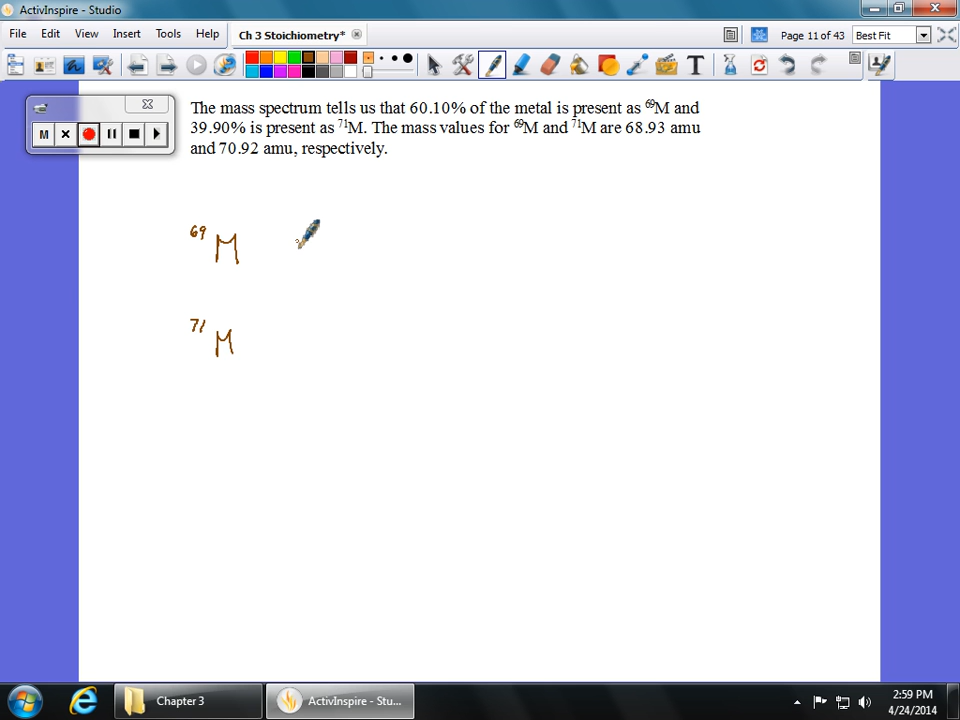 ActivInspire - Studio
File Edit View Insert Tools Help Ch 3 Stoichiometry* Page 11 of 43 Best Fit
T
M
The mass spectrum tells us that 60.10% of the metal is present as ⁶⁹M and
39.90% is present as ⁷¹M. The mass values for ⁶⁹M and ⁷¹M are 68.93 amu
and 70.92 amu, respectively.
⁶⁹M
⁷¹M
Chapter 3 ActivInspire - Stu... 2:59 PM
4/24/2014